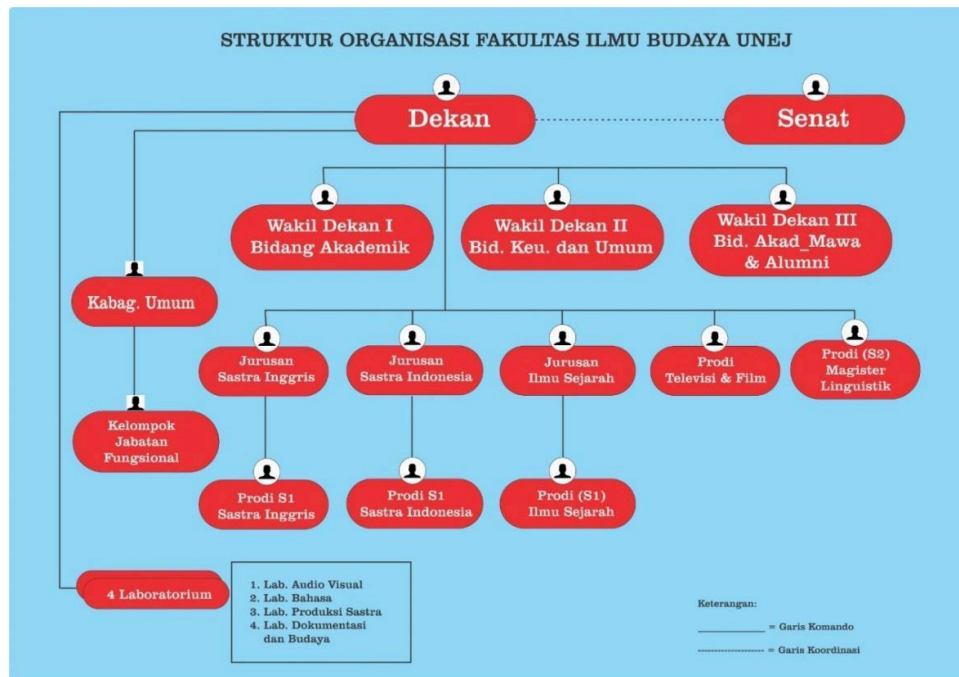 STRUKTUR ORGANISASI FAKULTAS ILMU BUDAYA UNEJ
Dekan
Senat
Wakil Dekan I
Bidang Akademik
Wakil Dekan II
Bid. Keu. dan Umum
Wakil Dekan III
Bid. Akad_Mawa
& Alumni
Kabag. Umum
Jurusan
Sastra Inggris
Jurusan
Sastra Indonesia
Jurusan
Ilmu Sejarah
Prodi
Televisi & Film
Prodi (S2)
Magister
Linguistik
Kelompok
Jabatan
Fungsional
Prodi S1
Sastra Inggris
Prodi S1
Sastra Indonesia
Prodi (S1)
Ilmu Sejarah
4 Laboratorium
1. Lab. Audio Visual
2. Lab. Bahasa
3. Lab. Produksi Sastra
4. Lab. Dokumentasi
dan Budaya
Keterangan:
= Garis Komando
= Garis Koordinasi